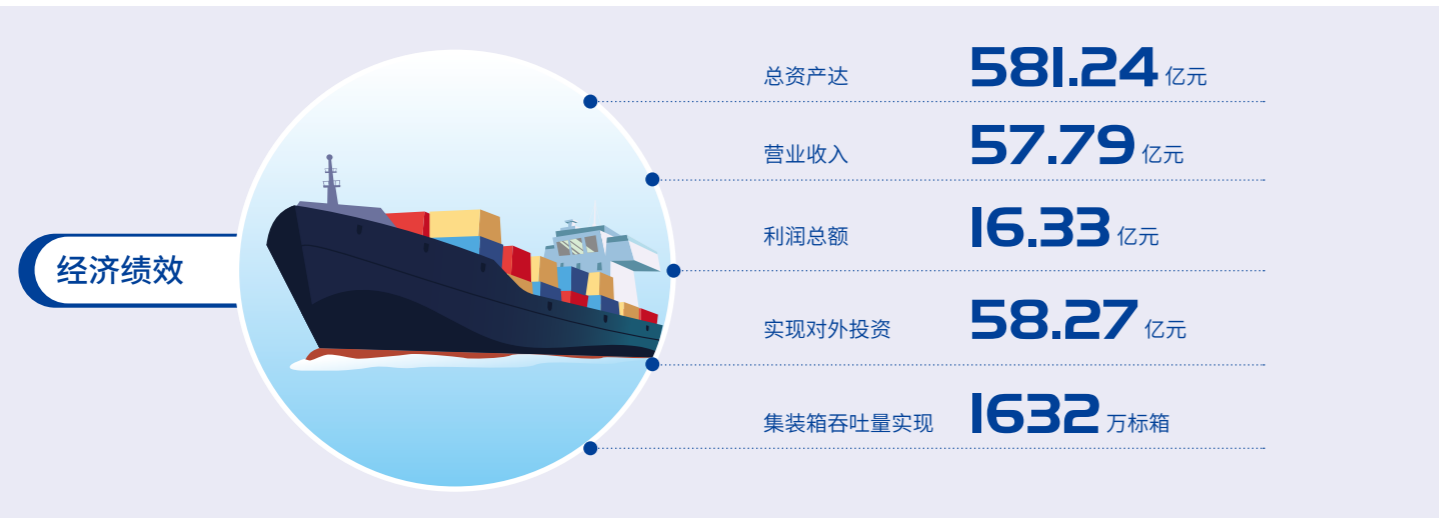 经济绩效
总资产达 581.24 亿元
营业收入 57.79 亿元
利润总额 16.33 亿元
实现对外投资 58.27 亿元
集装箱吞吐量实现 1632 万标箱